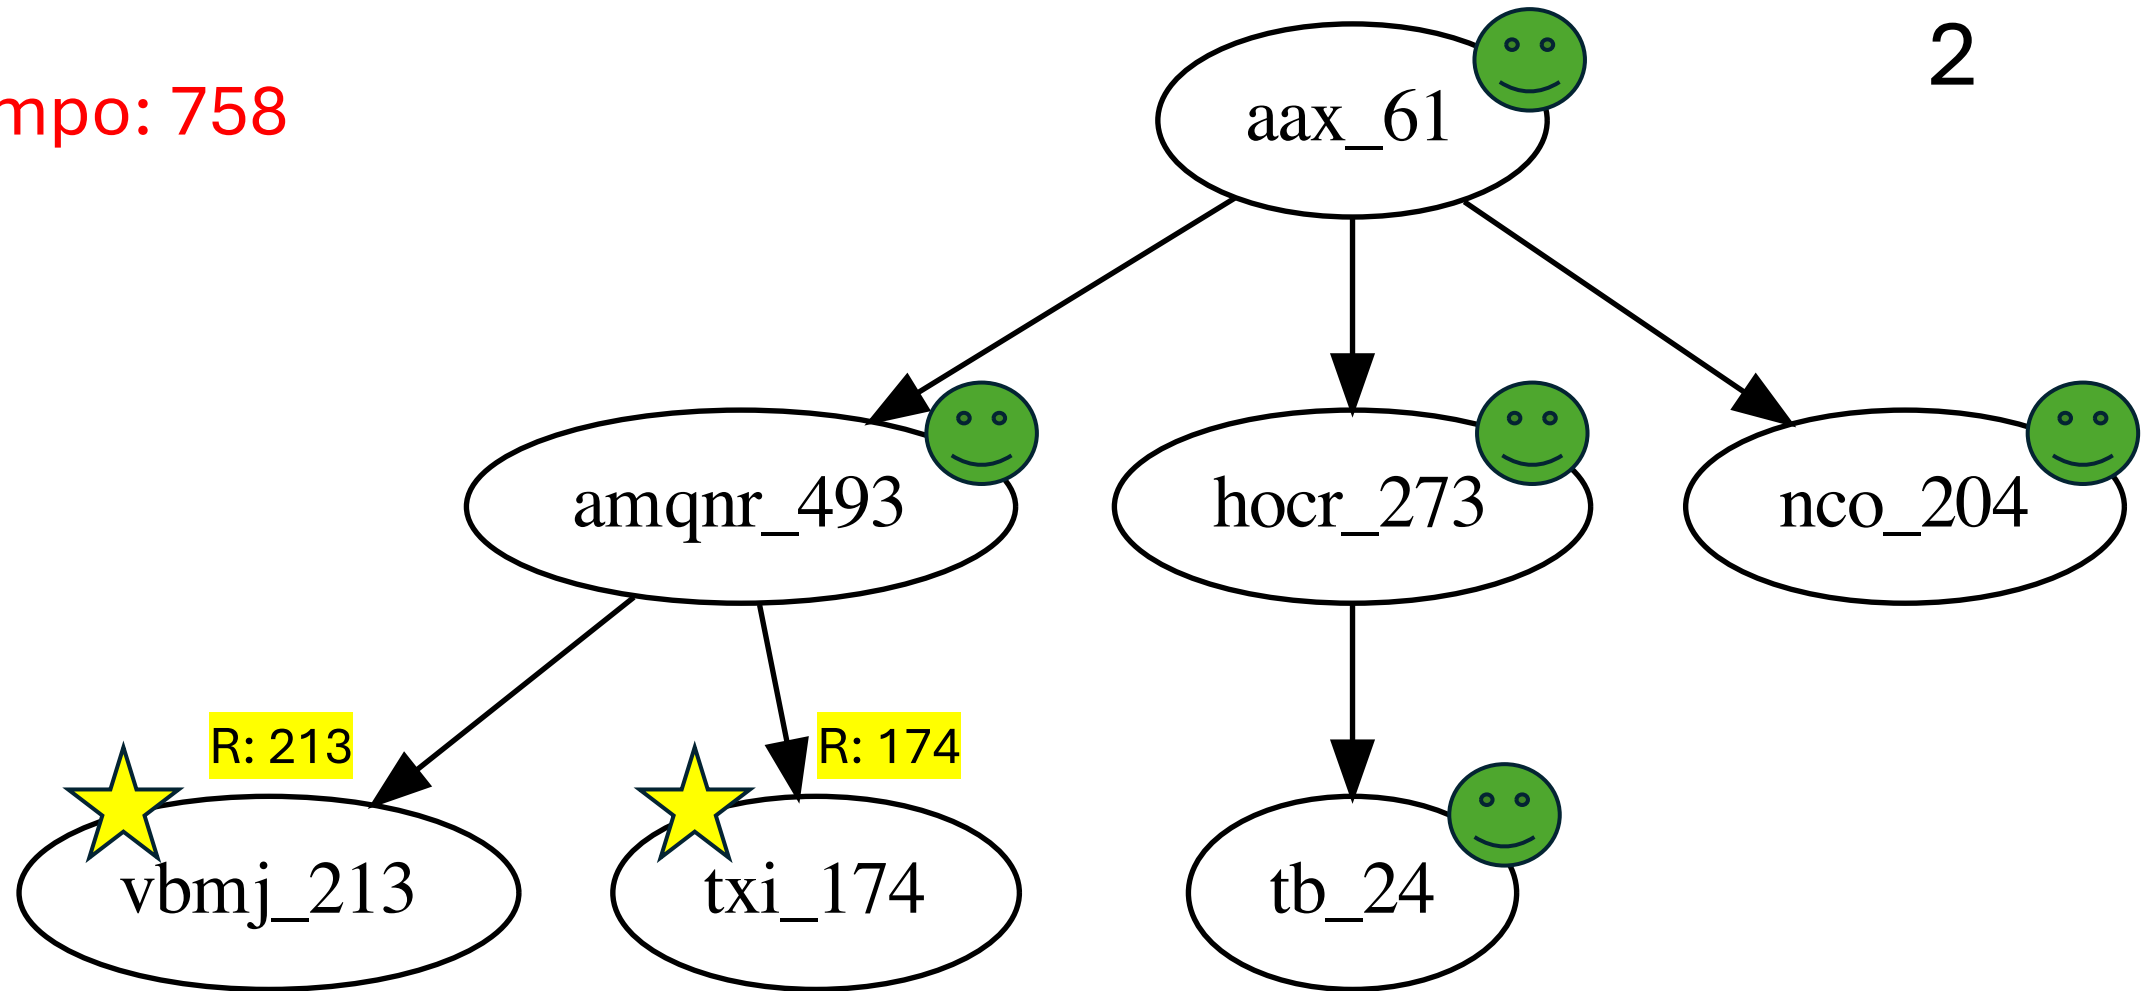 2
mpo: 758
aax_61
amqnr_493
hocr_273
nco_204
R: 213
R: 174
vbmj_213
txi_174
tb_24